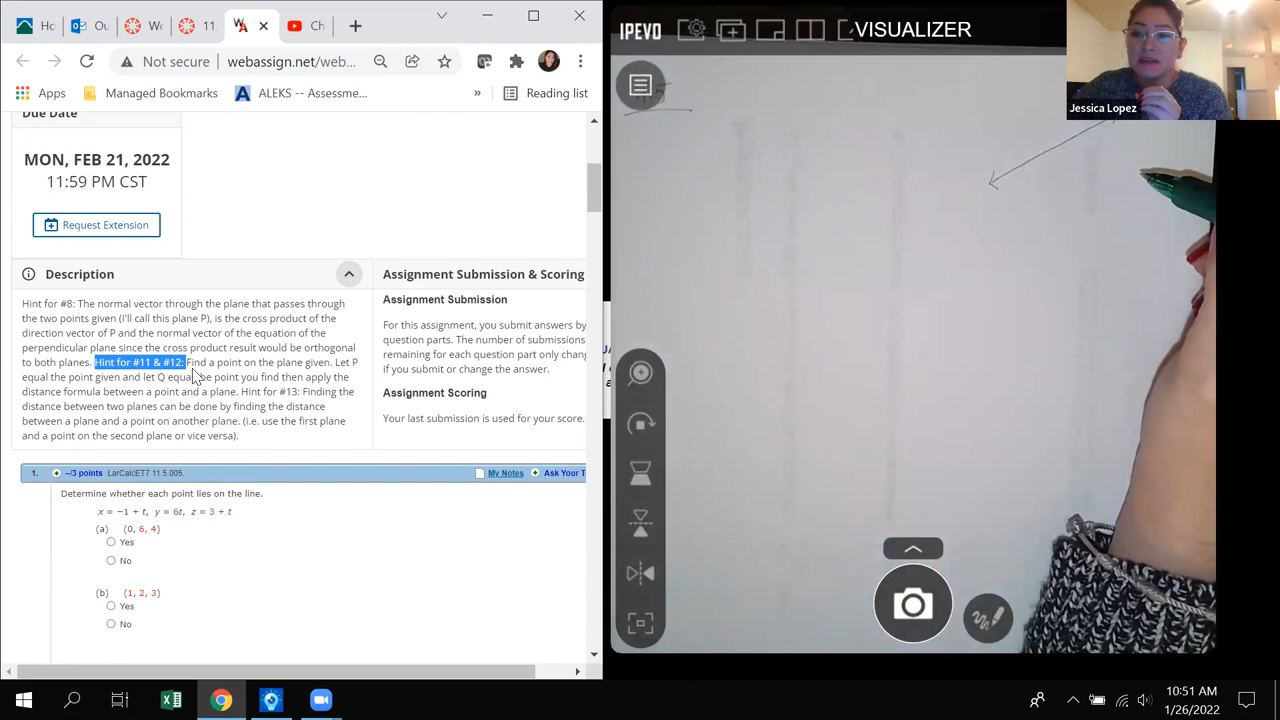 Ho
Ou
We
11
Ch
Not secure
webassign.net/web...
Apps
Managed Bookmarks
ALEKS -- Assessme...
»
Reading list
Due Date
MON, FEB 21, 2022
11:59 PM CST
Request Extension
Description
Hint for #8: The normal vector through the plane that passes through
the two points given (i'll call this plane P), is the cross product of the
direction vector of P and the normal vector of the equation of the
perpendicular plane since the cross product result would be orthogonal
to both planes. Hint for #11 & #12: Find a point on the plane given. Let P
equal the point given and let Q equal the point you find then apply the
distance formula between a point and a plane. Hint for #13: Finding the
distance between two planes can be done by finding the distance
between a plane and a point on another plane. (i.e. use the first plane
and a point on the second plane or vice versa).
Assignment Submission & Scoring
Assignment Submission
For this assignment, you submit answers by
question parts. The number of submissions
remaining for each question part only chang
if you submit or change the answer.
Assignment Scoring
Your last submission is used for your score.
1.
–/3 points
LarCalcET7 11.5.005.
My Notes
Ask Your T
Determine whether each point lies on the line.
x = −1 + t, y = 6t, z = 3 + t
(a) (0, 6, 4)
Yes
No
(b) (1, 2, 3)
Yes
No
IPEVO
VISUALIZER
Jessica Lopez
10:51 AM
1/26/2022